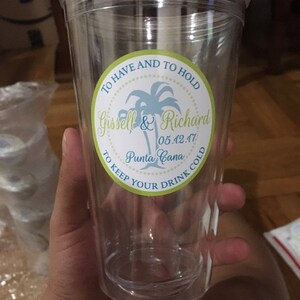 TO HAVE AND TO HOLD
Gissell & Richard
05.12.17
Punta Cana
TO KEEP YOUR DRINK COLD